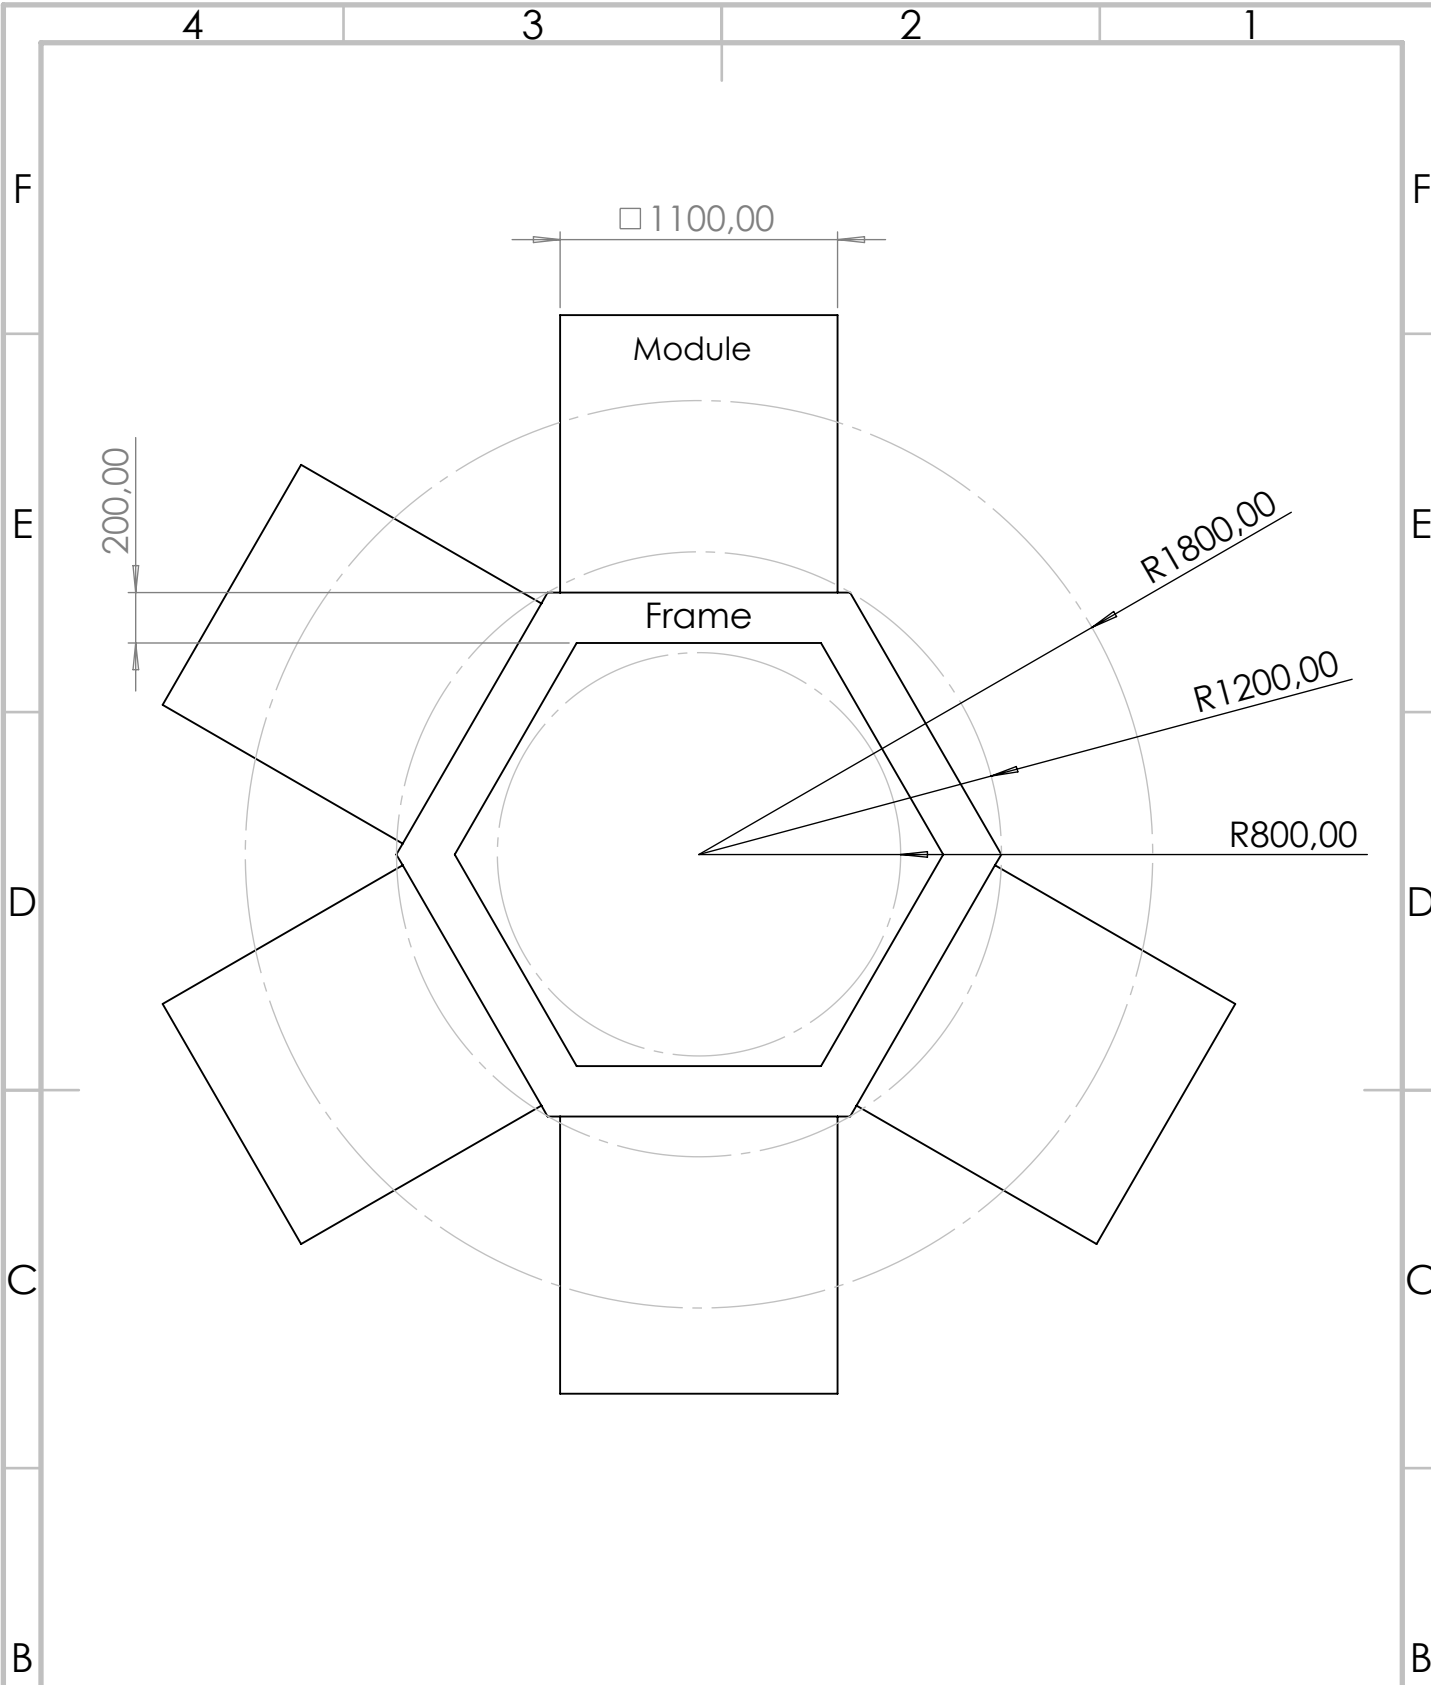 4 3 2 1
F F
□ 1100,00
Module
200,00
E E
R1800,00
Frame
R1200,00
R800,00
D D
C C
B B